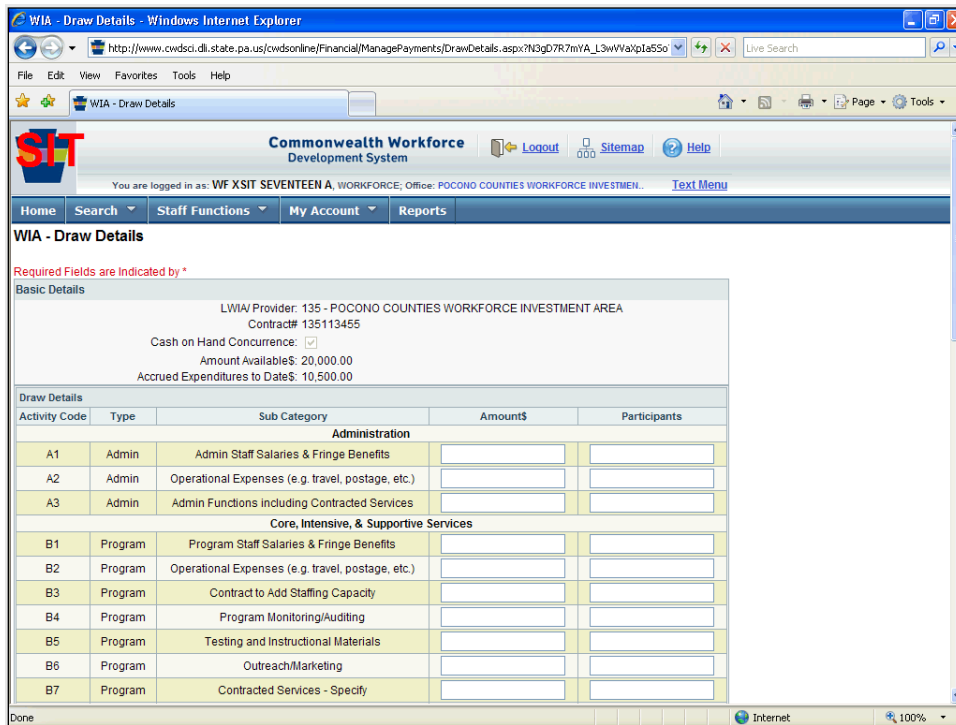 WIA - Draw Details - Windows Internet Explorer
http://www.cwdsci.dli.state.pa.us/cwdsonline/Financial/ManagePayments/DrawDetails.aspx?N3gD7R7mYA_L3wVVaXpIa5So
Live Search
File Edit View Favorites Tools Help
WIA - Draw Details
Page Tools
SIT
Commonwealth Workforce
Development System
Logout Sitemap Help
You are logged in as: WF XSIT SEVENTEEN A, WORKFORCE; Office: POCONO COUNTIES WORKFORCE INVESTMEN.. Text Menu
Home Search Staff Functions My Account Reports
WIA - Draw Details
Required Fields are Indicated by *
Basic Details
LWIA/ Provider: 135 - POCONO COUNTIES WORKFORCE INVESTMENT AREA
Contract# 135113455
Cash on Hand Concurrence:
Amount Available$: 20,000.00
Accrued Expenditures to Date$: 10,500.00
Draw Details
Activity Code Type Sub Category Amount$ Participants
Administration
A1 Admin Admin Staff Salaries & Fringe Benefits
A2 Admin Operational Expenses (e.g. travel, postage, etc.)
A3 Admin Admin Functions including Contracted Services
Core, Intensive, & Supportive Services
B1 Program Program Staff Salaries & Fringe Benefits
B2 Program Operational Expenses (e.g. travel, postage, etc.)
B3 Program Contract to Add Staffing Capacity
B4 Program Program Monitoring/Auditing
B5 Program Testing and Instructional Materials
B6 Program Outreach/Marketing
B7 Program Contracted Services - Specify
Done Internet 100%